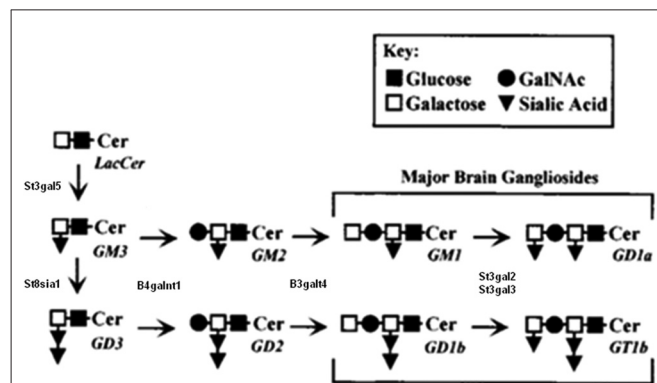 Key:
Glucose GalNAc
Galactose Sialic Acid
Cer
LacCer
St3gal5
Major Brain Gangliosides
Cer Cer Cer Cer
GM3 GM2 GM1 GD1a
St8sia1 B4galnt1 B3galt4 St3gal2
St3gal3
Cer Cer Cer Cer
GD3 GD2 GD1b GT1b